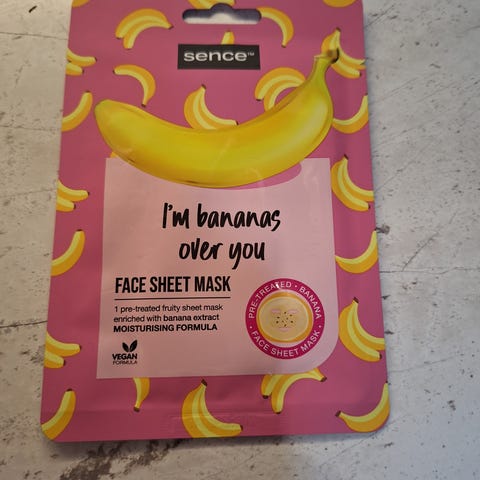 sence™
I'm bananas
over you
FACE SHEET MASK
1 pre-treated fruity sheet mask
enriched with banana extract
MOISTURISING FORMULA
VEGAN
FORMULA
PRE-TREATED • BANANA
• FACE SHEET MASK •